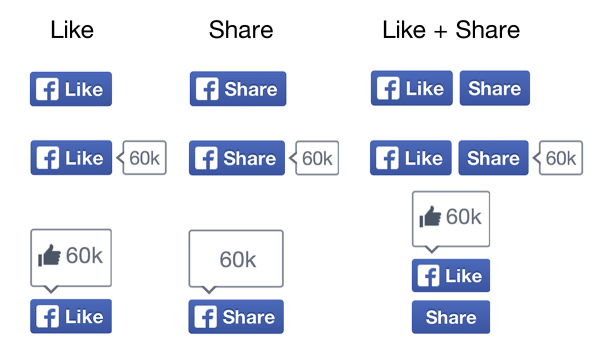 Like Share Like + Share
f Like f Share f Like Share
f Like 60k f Share 60k f Like Share 60k
60k 60k 60k
f Like f Share f Like
Share